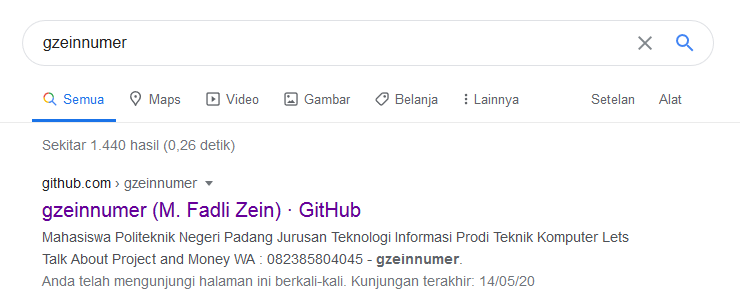 gzeinnumer
Semua Maps Video Gambar Belanja Lainnya Setelan Alat
Sekitar 1.440 hasil (0,26 detik)
github.com › gzeinnumer
gzeinnumer (M. Fadli Zein) · GitHub
Mahasiswa Politeknik Negeri Padang Jurusan Teknologi Informasi Prodi Teknik Komputer Lets
Talk About Project and Money WA : 082385804045 - gzeinnumer.
Anda telah mengunjungi halaman ini berkali-kali. Kunjungan terakhir: 14/05/20